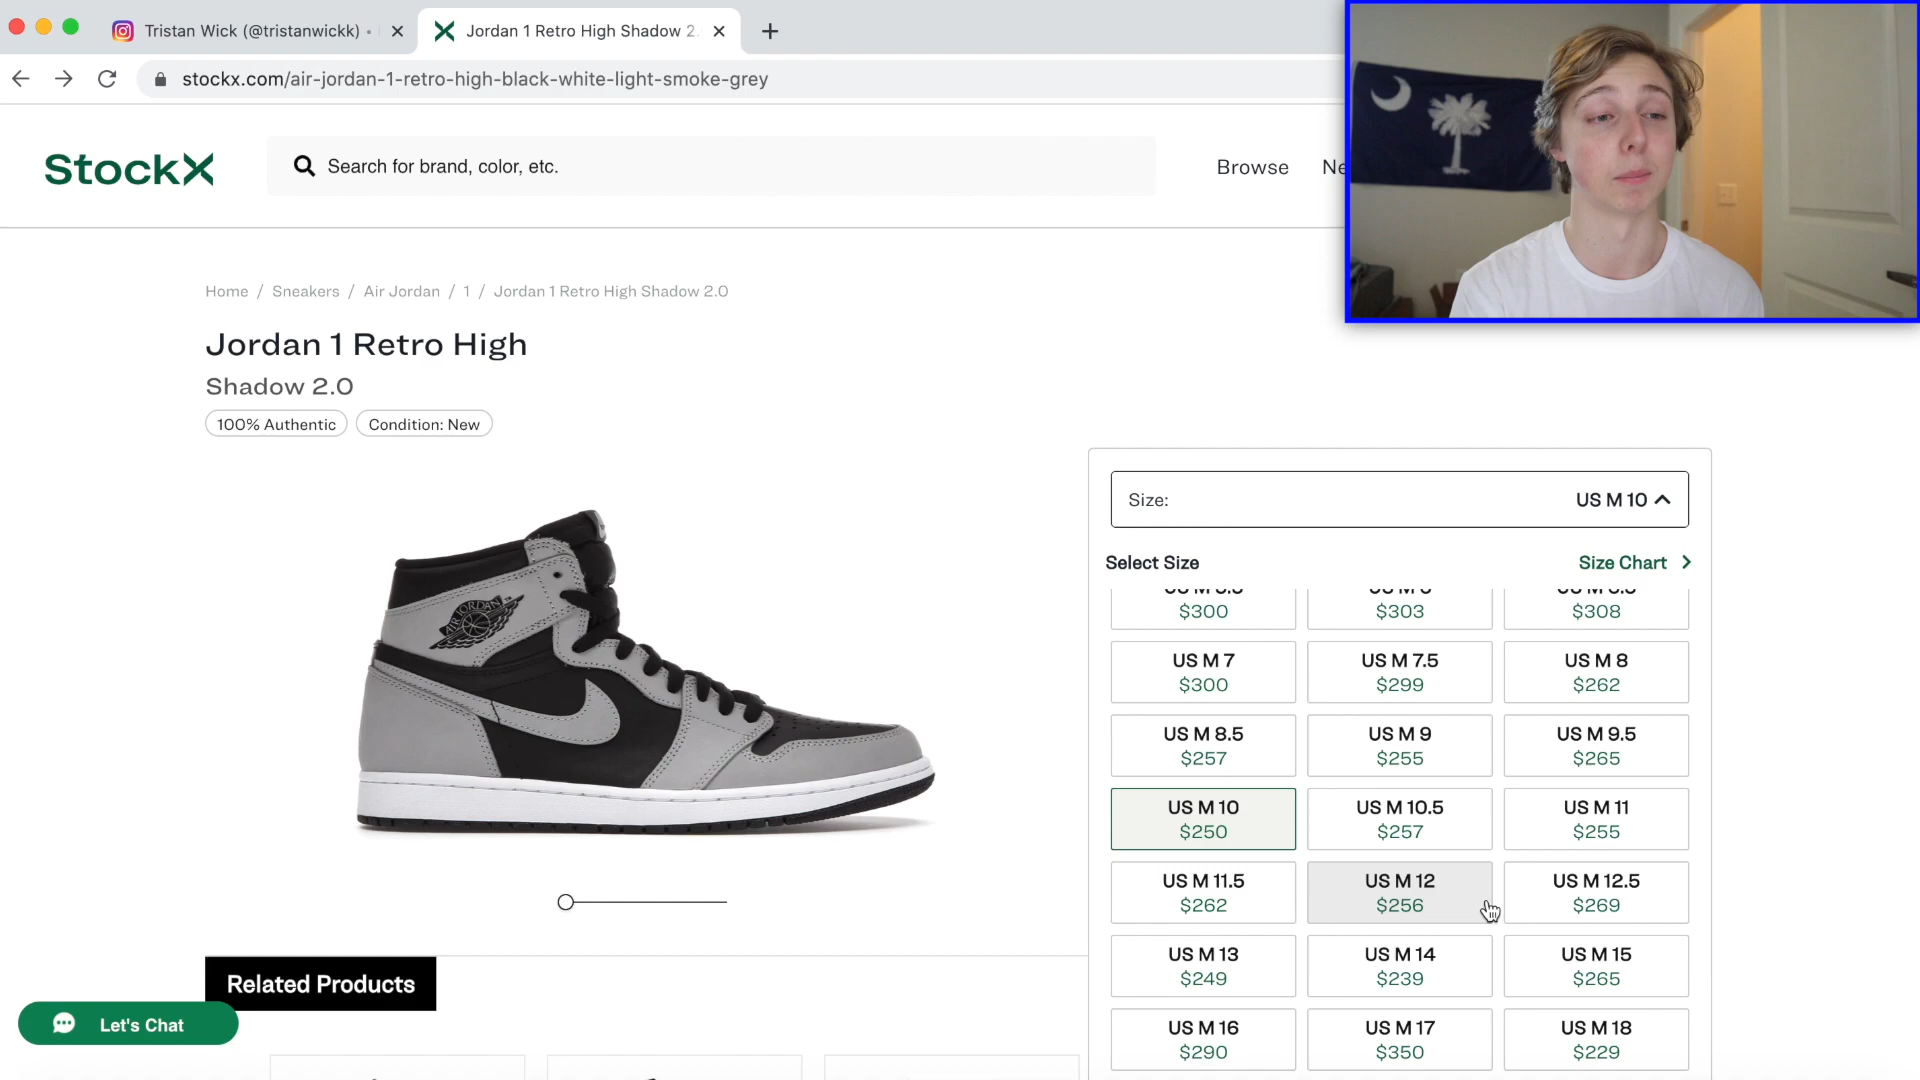 Tristan Wick (@tristanwickk) •
Jordan 1 Retro High Shadow 2.
stockx.com/air-jordan-1-retro-high-black-white-light-smoke-grey
StockX
Search for brand, color, etc.
Browse
Ne
Home / Sneakers / Air Jordan / 1 / Jordan 1 Retro High Shadow 2.0
Jordan 1 Retro High
Shadow 2.0
100% Authentic
Condition: New
AIR JORDAN
Size:
US M 10
Select Size
Size Chart
$300
$303
$308
US M 7
$300
US M 7.5
$299
US M 8
$262
US M 8.5
$257
US M 9
$255
US M 9.5
$265
US M 10
$250
US M 10.5
$257
US M 11
$255
US M 11.5
$262
US M 12
$256
US M 12.5
$269
US M 13
$249
US M 14
$239
US M 15
$265
US M 16
$290
US M 17
$350
US M 18
$229
Related Products
Let's Chat